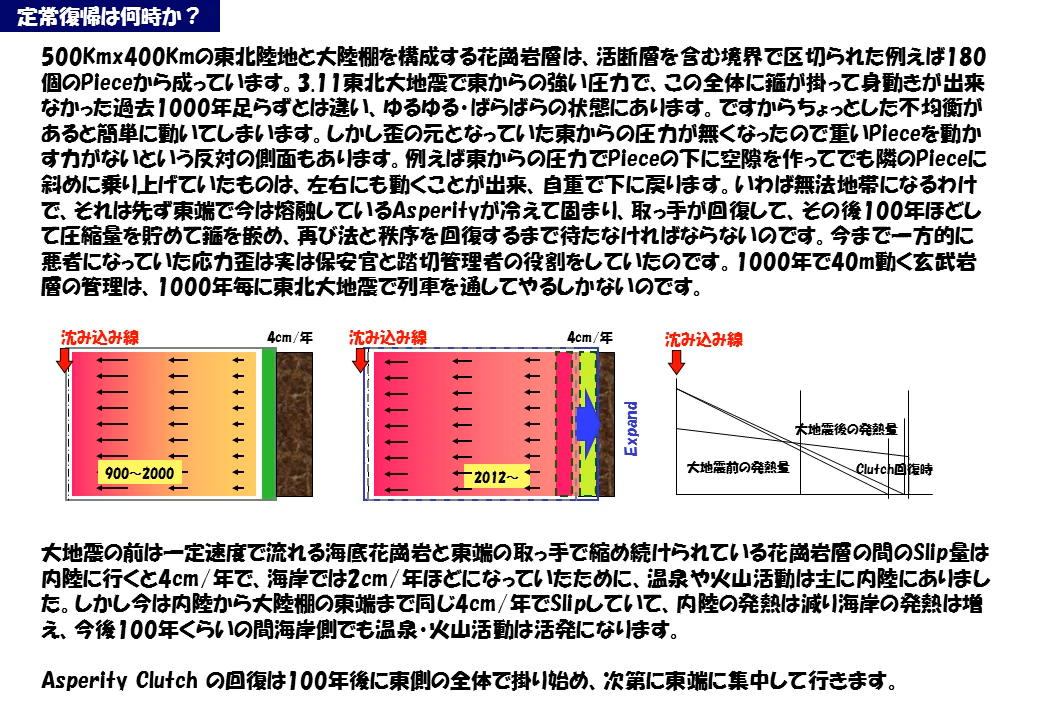 定常復帰は何時か？
500Kmx400Kmの東北陸地と大陸棚を構成する花崗岩層は、活断層を含む境界で区切られた例えば180
個のPieceから成っています。3.11東北大地震で東からの強い圧力で、この全体に箍が掛って身動きが出来
なかった過去1000年足らずとは違い、ゆるゆる・ばらばらの状態にあります。ですからちょっとした不均衡が
あると簡単に動いてしまいます。しかし歪の元となっていた東からの圧力が無くなったので重いPieceを動か
す力がないという反対の側面もあります。例えば東からの圧力でPieceの下に空隙を作ってでも隣のPieceに
斜めに乗り上げていたものは、左右にも動くことが出来、自重で下に戻ります。いわば無法地帯になるわけ
で、それは先ず東端で今は熔融しているAsperityが冷えて固まり、取っ手が回復して、その後100年ほどし
て圧縮量を貯めて箍を嵌め、再び法と秩序を回復するまで待たなければならないのです。今まで一方的に
悪者になっていた応力歪は実は保安官と踏切管理者の役割をしていたのです。1000年で40m動く玄武岩
層の管理は、1000年毎に東北大地震で列車を通してやるしかないのです。
沈み込み線
4cm/年
900～2000
沈み込み線
4cm/年
2012～
Expand
沈み込み線
大地震後の発熱量
大地震前の発熱量
Clutch回復時
大地震の前は一定速度で流れる海底花崗岩と東端の取っ手で縮め続けられている花崗岩層の間のSlip量は
内陸に行くと4cm/年で、海岸では2cm/年ほどになっていたために、温泉や火山活動は主に内陸にありまし
た。しかし今は内陸から大陸棚の東端まで同じ4cm/年でSlipしていて、内陸の発熱は減り海岸の発熱は増
え、今後100年くらいの間海岸側でも温泉・火山活動は活発になります。
Asperity Clutch の回復は100年後に東側の全体で掛り始め、次第に東端に集中して行きます。